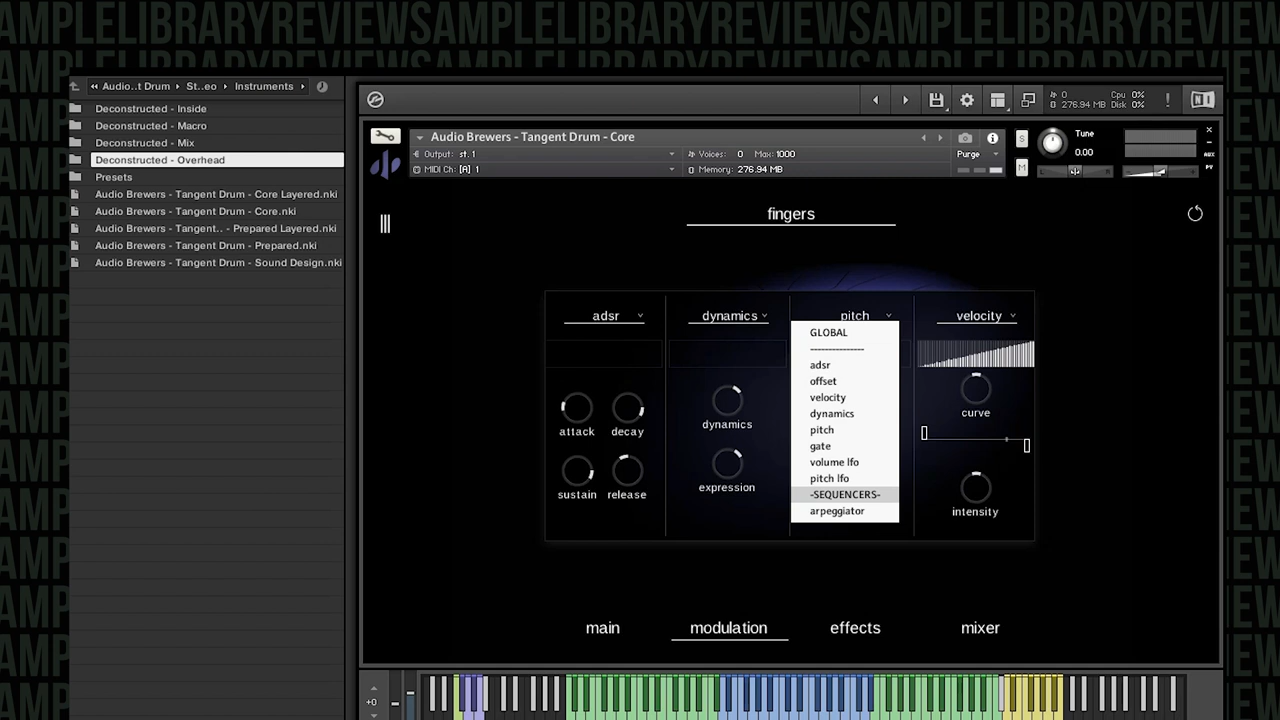 AMPLELIBRARYREVIEWSAMPLELIBRARYREVIEWSAMPLELIBRARYREVIEW
Audio..t Drum
St..eo
Instruments
Deconstructed - Inside
Deconstructed - Macro
Deconstructed - Mix
Deconstructed - Overhead
Presets
Audio Brewers - Tangent Drum - Core Layered.nki
Audio Brewers - Tangent Drum - Core.nki
Audio Brewers - Tangent.. - Prepared Layered.nki
Audio Brewers - Tangent Drum - Prepared.nki
Audio Brewers - Tangent Drum - Sound Design.nki
0
276.94 MB
Cpu 0%
Disk 0%
!
NI
Audio Brewers - Tangent Drum - Core
Output: st. 1
Voices: 0 Max: 1000
Purge
MIDI Ch: [A] 1
Memory: 276.94 MB
S
M
Tune
0.00
L R
AUX
PV
fingers
adsr
dynamics
pitch
velocity
attack
decay
sustain
release
dynamics
expression
GLOBAL
----------------
adsr
offset
velocity
dynamics
pitch
gate
volume lfo
pitch lfo
-SEQUENCERS-
arpeggiator
curve
intensity
main
modulation
effects
mixer
+0